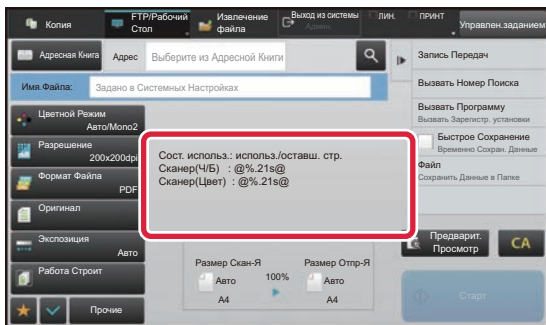 Копия
FTP/Рабочий
Стол
Извлечение
файла
Выход из системы
Админ.
ЛИН.
ПРИНТ
Управлен.заданием
Адресная Книга
Адрес
Выберите из Адресной Книги
Имя.Файла:
Задано в Системных Настройках
Цветной Режим
Авто/Mono2
Разрешение
200x200dpi
Формат Файла
PDF
Оригинал
Экспозиция
Авто
Работа Строит
Прочие
Сост. использ.: использ./оставш. стр.
Сканер(Ч/Б) : @%.21s@
Сканер(Цвет) : @%.21s@
Размер Скан-Я
Авто
A4
100%
Размер Отпр-Я
Авто
A4
Запись Передач
Вызвать Номер Поиска
Вызвать Программу
Вызвать Зарегистр. установки
Быстрое Сохранение
Временно Сохран. Данные
Файл
Сохранить Данные в Папке
Предварит.
Просмотр
CA
Старт